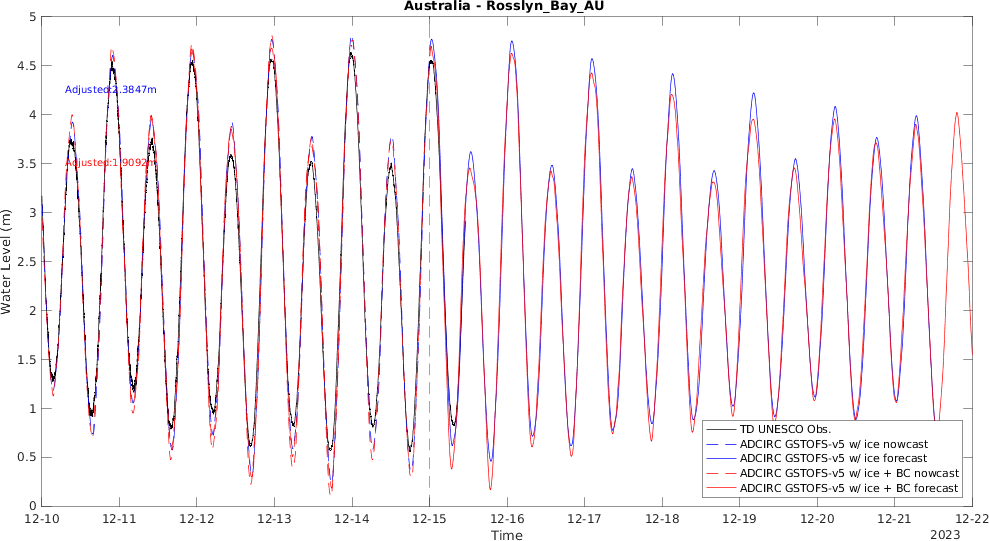 Australia - Rosslyn_Bay_AU
5
4.5
4
3.5
3
2.5
2
1.5
1
0.5
0
Water Level (m)
Adjusted:2.3847m
Adjusted:1.9092m
TD UNESCO Obs.
ADCIRC GSTOFS-v5 w/ ice nowcast
ADCIRC GSTOFS-v5 w/ ice forecast
ADCIRC GSTOFS-v5 w/ ice + BC nowcast
ADCIRC GSTOFS-v5 w/ ice + BC forecast
12-10 12-11 12-12 12-13 12-14 12-15 12-16 12-17 12-18 12-19 12-20 12-21 12-22
Time
2023